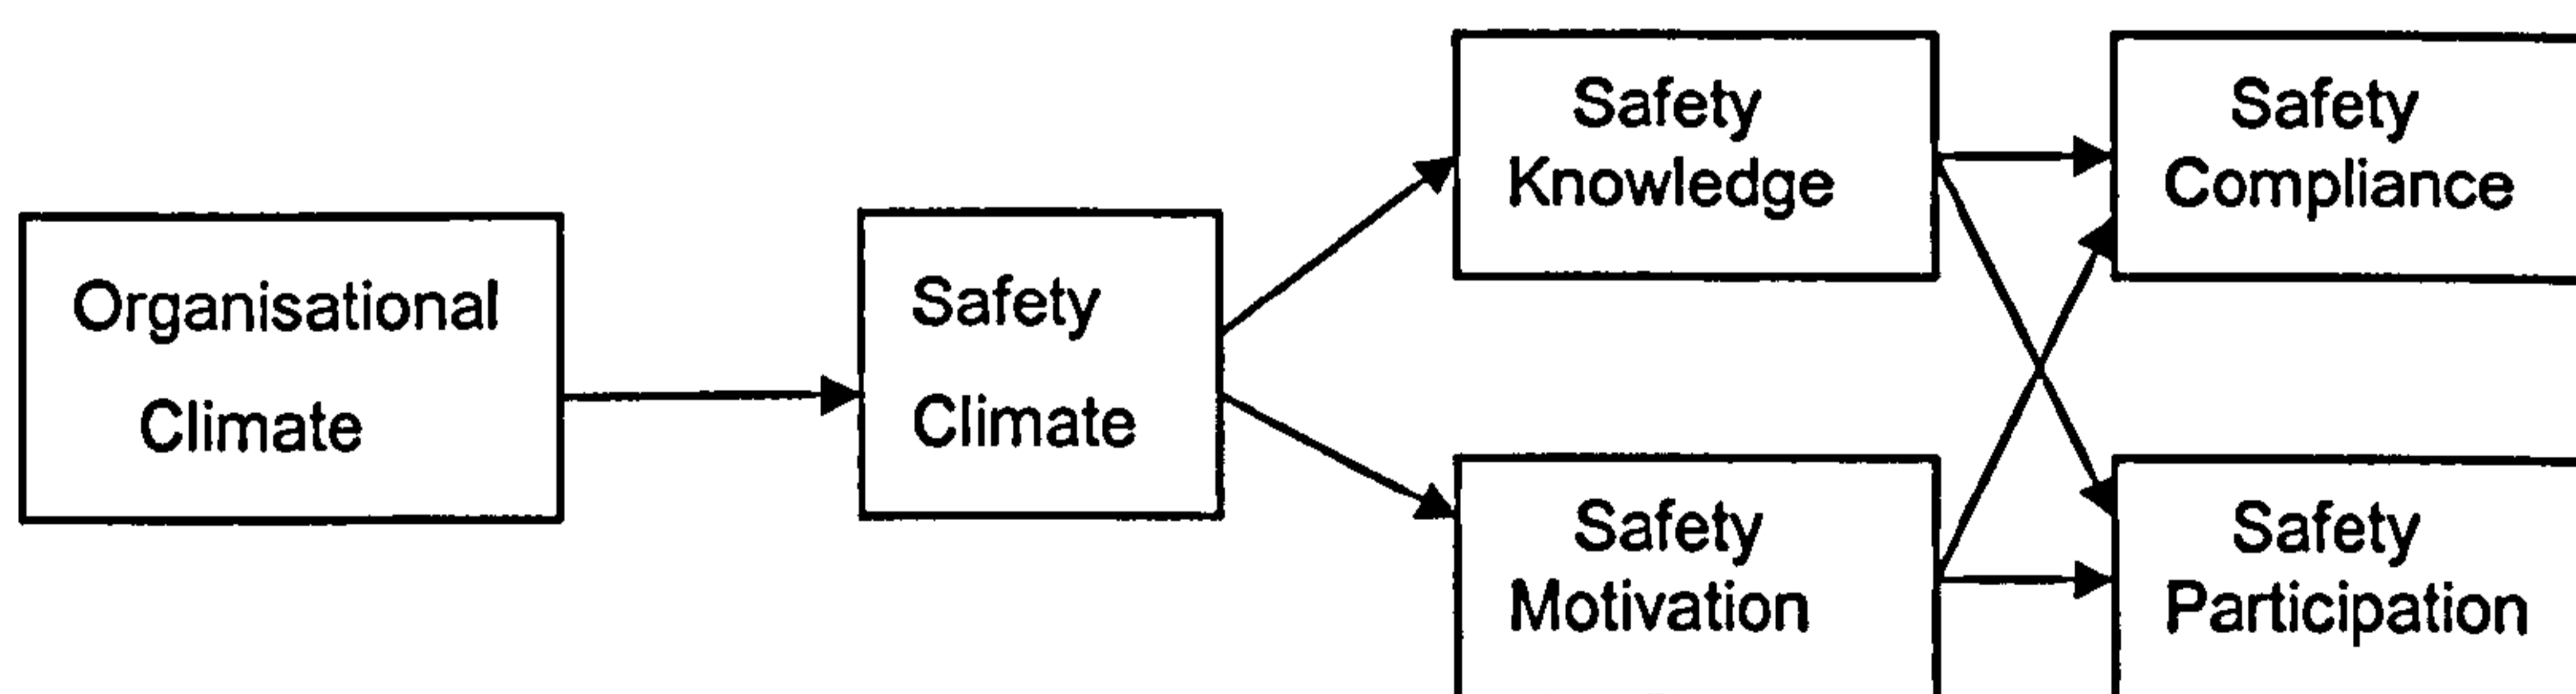 Organisational
Climate
Safety
Climate
Safety
Knowledge
Safety
Motivation
Safety
Compliance
Safety
Participation